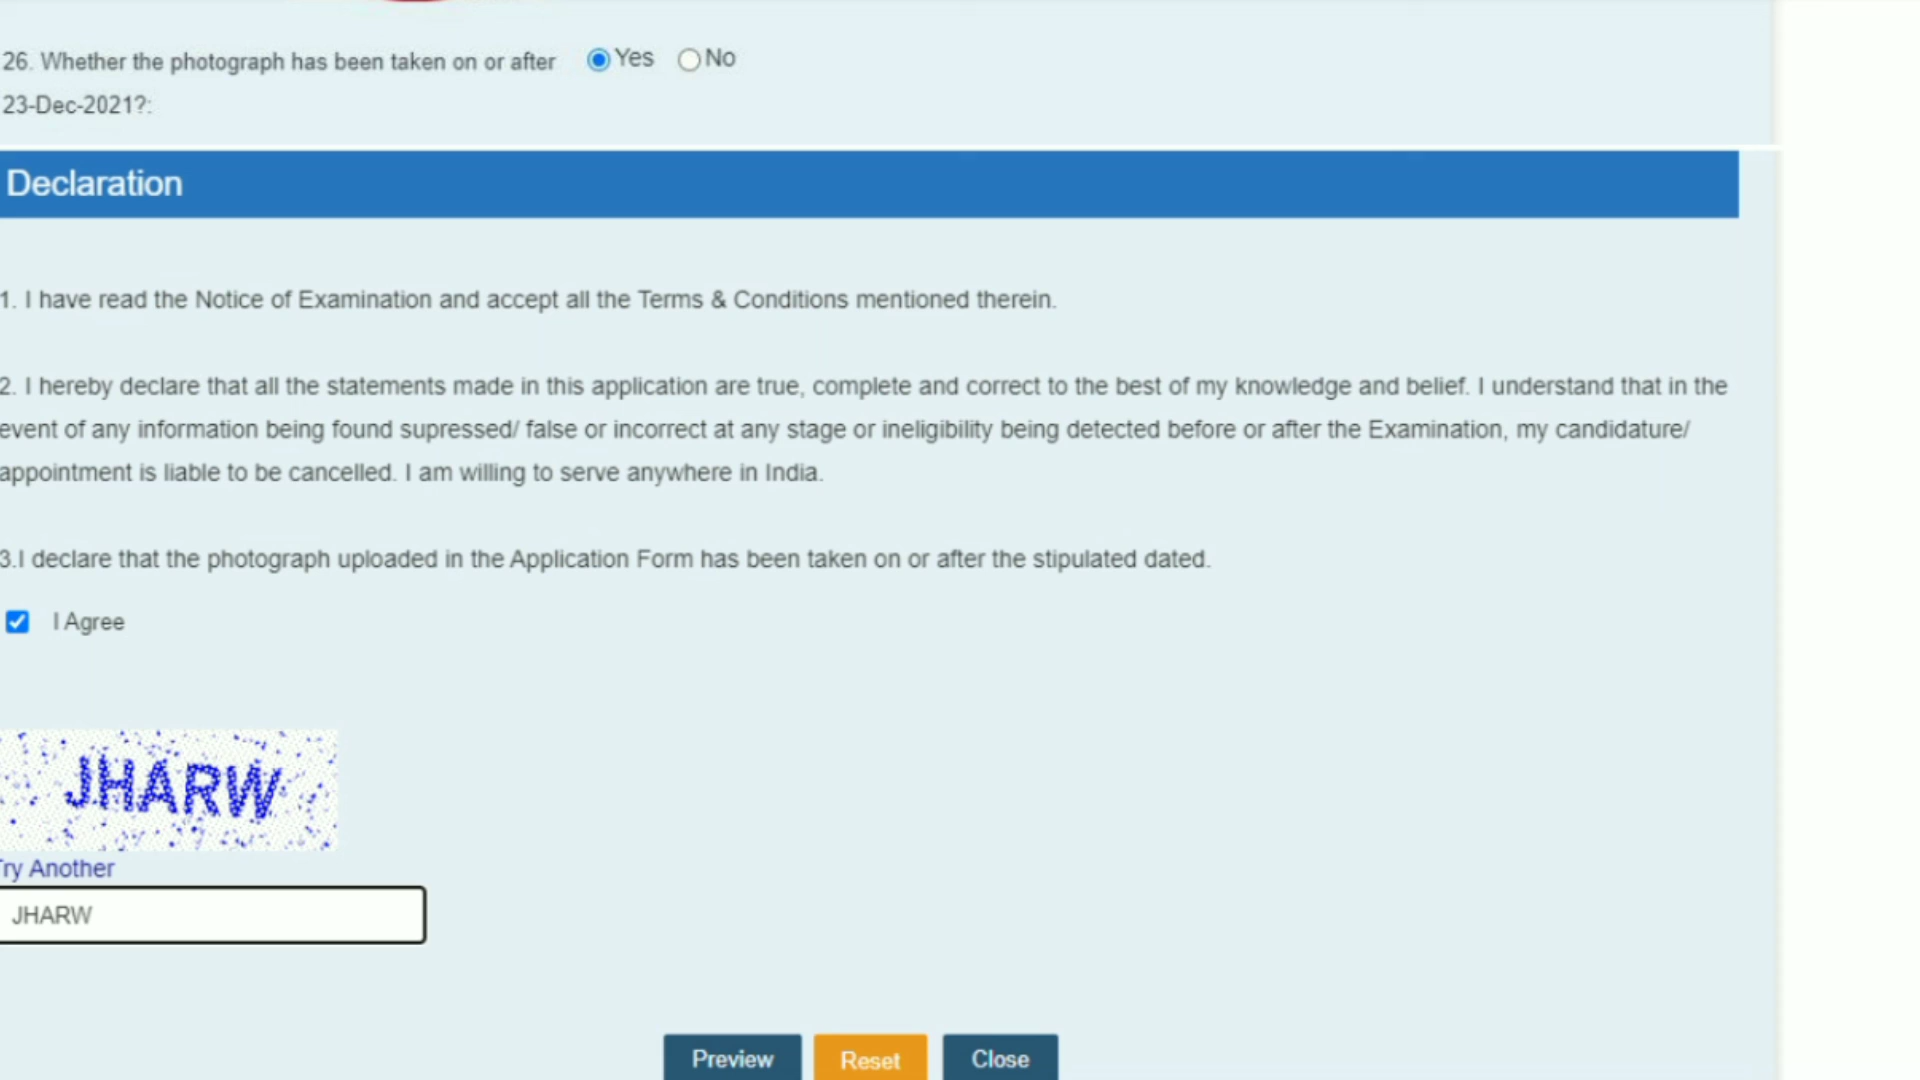 26. Whether the photograph has been taken on or after Yes No
23-Dec-2021?:
Declaration
1. I have read the Notice of Examination and accept all the Terms & Conditions mentioned therein.
2. I hereby declare that all the statements made in this application are true, complete and correct to the best of my knowledge and belief. I understand that in the
event of any information being found supressed/ false or incorrect at any stage or ineligibility being detected before or after the Examination, my candidature/
appointment is liable to be cancelled. I am willing to serve anywhere in India.
3.I declare that the photograph uploaded in the Application Form has been taken on or after the stipulated dated.
I Agree
JHARW
Try Another
JHARW
Preview Reset Close